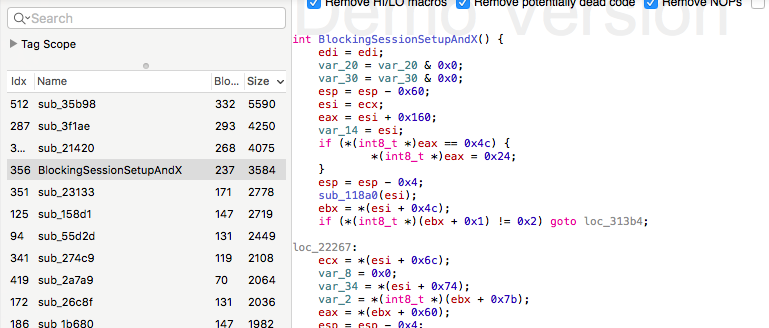 Demo Version
Remove HI/LO macros Remove potentially dead code Remove NOPs
Search
Tag Scope
Idx Name Blo... Size
512 sub_35b98 332 5590
287 sub_3f1ae 293 4250
3... sub_21420 268 4075
356 BlockingSessionSetupAndX 237 3584
351 sub_23133 171 2778
125 sub_158d1 147 2719
94 sub_55d2d 131 2449
341 sub_274c9 119 2108
419 sub_2a7a9 70 2064
172 sub_26c8f 131 2036
186 sub_1b680 147 1982
int BlockingSessionSetupAndX() {
edi = edi;
var_20 = var_20 & 0x0;
var_30 = var_30 & 0x0;
esp = esp - 0x60;
esi = ecx;
eax = esi + 0x160;
var_14 = esi;
if (*(int8_t *)eax == 0x4c) {
*(int8_t *)eax = 0x24;
}
esp = esp - 0x4;
sub_118a0(esi);
ebx = *(esi + 0x4c);
if (*(int8_t *)(ebx + 0x1) != 0x2) goto loc_313b4;
loc_22267:
ecx = *(esi + 0x6c);
var_8 = 0x0;
var_34 = *(esi + 0x74);
var_2 = *(int8_t *)(ebx + 0x7b);
eax = *(ebx + 0x60);
esp = esp - 0x4;